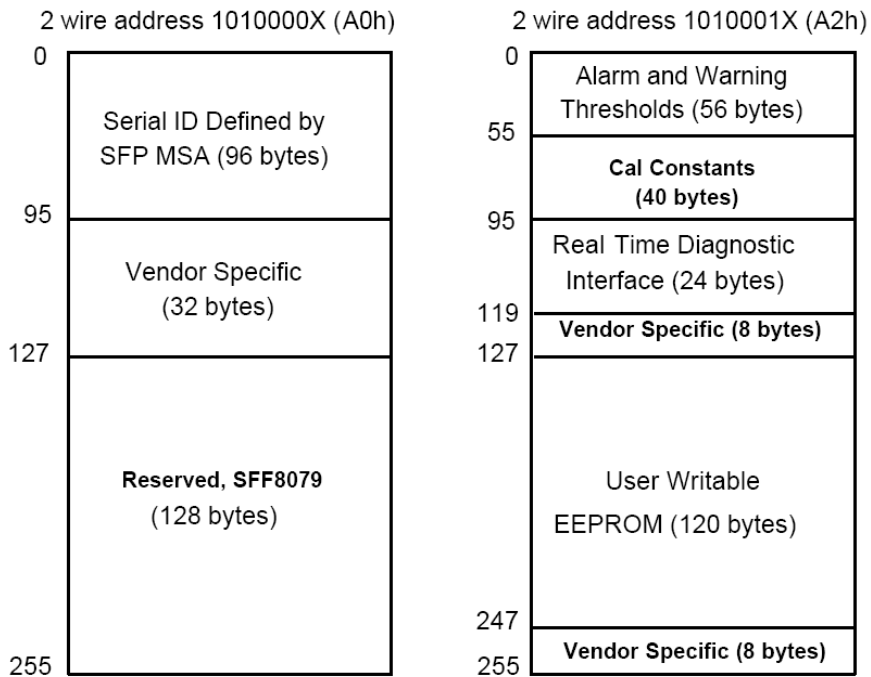 2 wire address 1010000X (A0h)
0
Serial ID Defined by
SFP MSA (96 bytes)
95
Vendor Specific
(32 bytes)
127
Reserved, SFF8079
(128 bytes)
255
2 wire address 1010001X (A2h)
0
Alarm and Warning
Thresholds (56 bytes)
55
Cal Constants
(40 bytes)
95
Real Time Diagnostic
Interface (24 bytes)
119
Vendor Specific (8 bytes)
127
User Writable
EEPROM (120 bytes)
247
Vendor Specific (8 bytes)
255